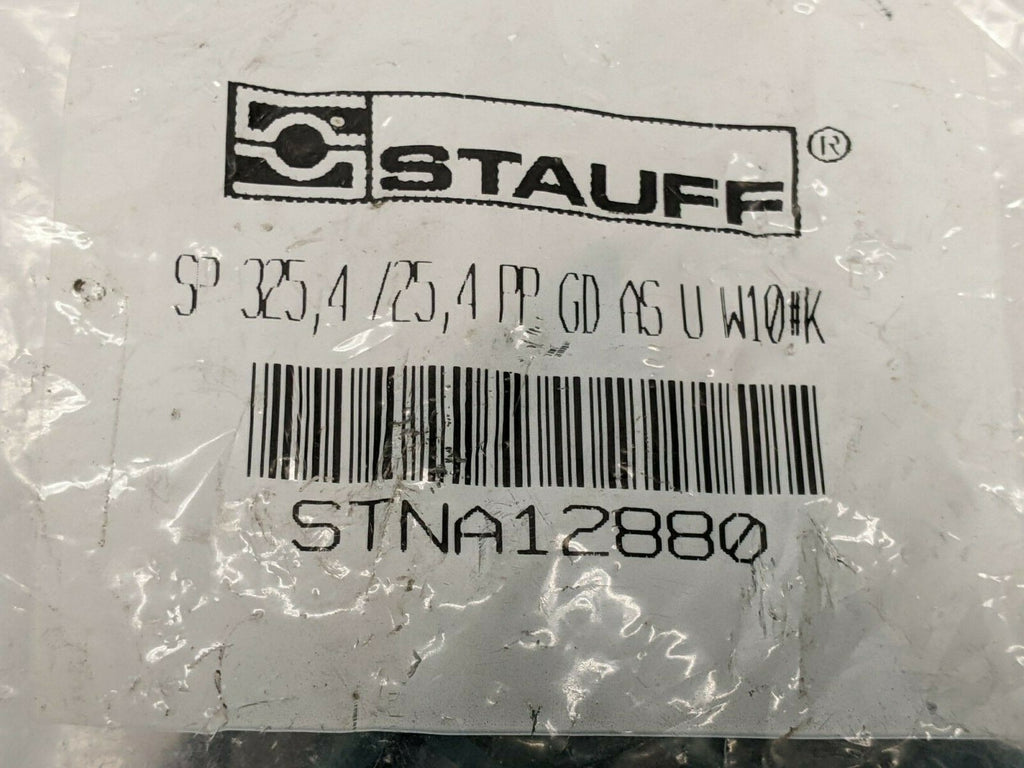 STAUFF ®
SP 325,4 /25,4 PP GD AS U W10#K
STNA12880